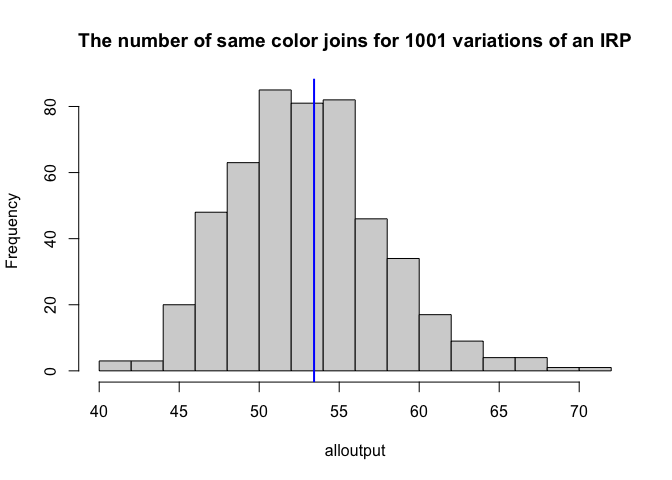 The number of same color joins for 1001 variations of an IRP
Frequency
80
60
40
20
0
40 45 50 55 60 65 70
alloutput